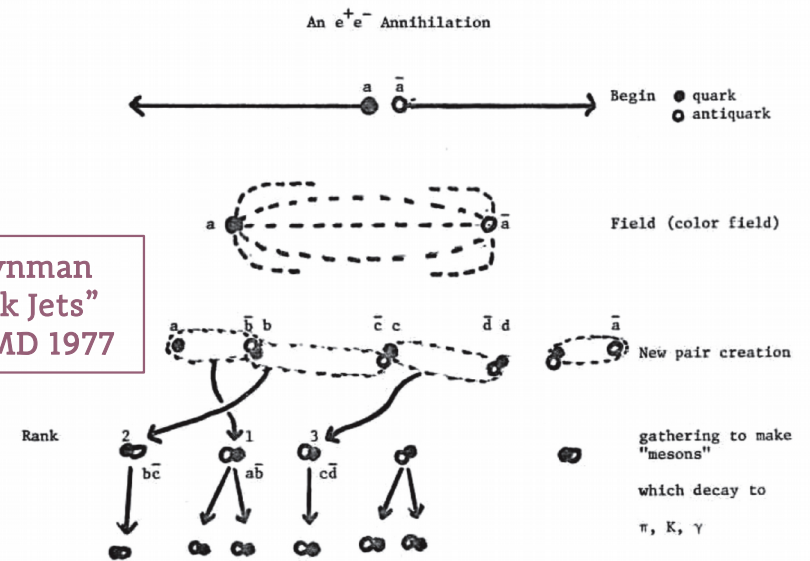 An e⁺e⁻ Annihilation
a ā
Begin ● quark
○ antiquark
a ā
Field (color field)
k Jets”
MD 1977
a b̄ b c̄ c d̄ d ā
New pair creation
Rank 2 1 3
gathering to make
"mesons"
bc̄ ab̄ cd̄
which decay to
π, K, γ